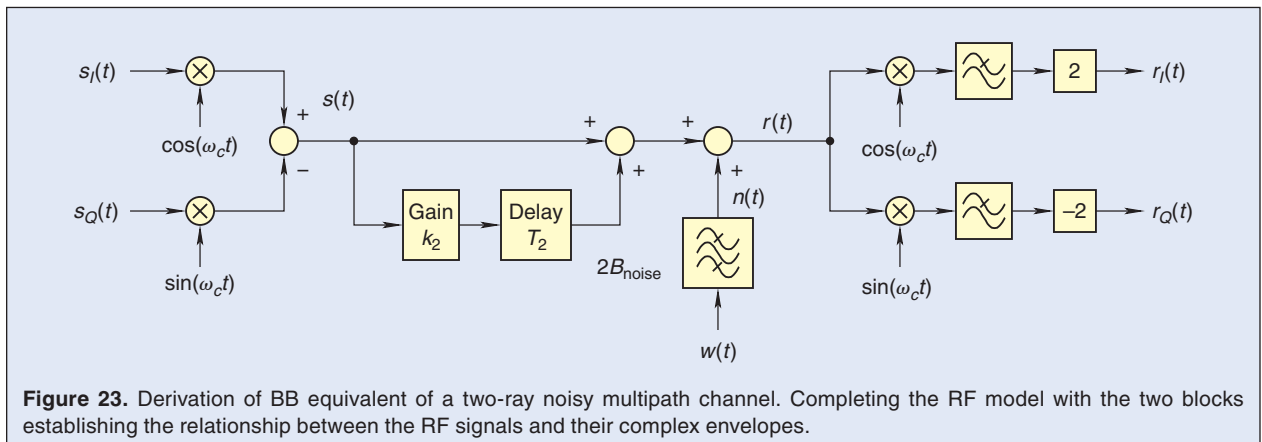 s_I(t)
cos(ω_c t)
s_Q(t)
sin(ω_c t)
+
−
s(t)
Gain
k_2
Delay
T_2
+
+
+
+
n(t)
2B_noise
w(t)
r(t)
cos(ω_c t)
2
r_I(t)
sin(ω_c t)
–2
r_Q(t)
Figure 23. Derivation of BB equivalent of a two-ray noisy multipath channel. Completing the RF model with the two blocks
establishing the relationship between the RF signals and their complex envelopes.